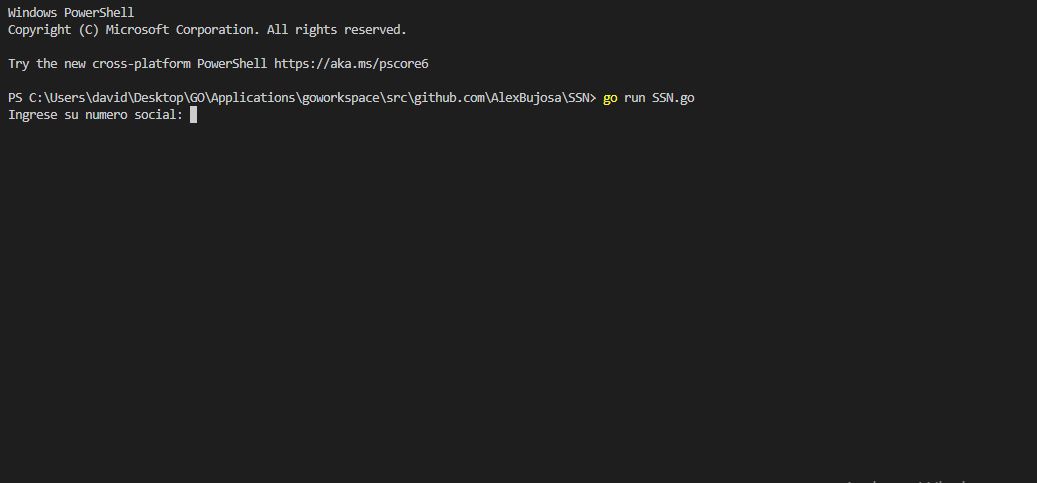 Windows PowerShell
Copyright (C) Microsoft Corporation. All rights reserved.
Try the new cross-platform PowerShell https://aka.ms/pscore6
PS C:\Users\david\Desktop\GO\Applications\goworkspace\src\github.com\AlexBujosa\SSN> go run SSN.go
Ingrese su numero social: